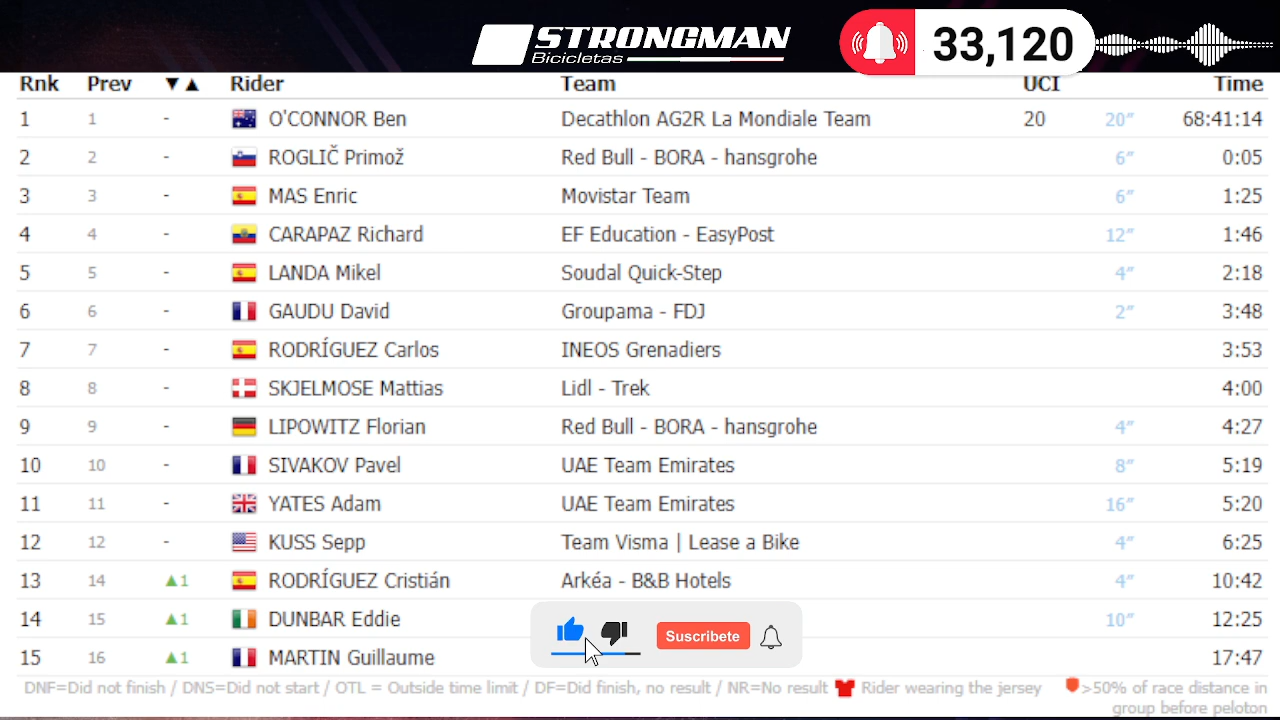 STRONGMAN
Bicicletas
33,120
Rnk Prev ▼▲ Rider Team UCI Time
1 1 - O'CONNOR Ben Decathlon AG2R La Mondiale Team 20 20″ 68:41:14
2 2 - ROGLIČ Primož Red Bull - BORA - hansgrohe 6″ 0:05
3 3 - MAS Enric Movistar Team 6″ 1:25
4 4 - CARAPAZ Richard EF Education - EasyPost 12″ 1:46
5 5 - LANDA Mikel Soudal Quick-Step 4″ 2:18
6 6 - GAUDU David Groupama - FDJ 2″ 3:48
7 7 - RODRÍGUEZ Carlos INEOS Grenadiers 3:53
8 8 - SKJELMOSE Mattias Lidl - Trek 4:00
9 9 - LIPOWITZ Florian Red Bull - BORA - hansgrohe 4″ 4:27
10 10 - SIVAKOV Pavel UAE Team Emirates 8″ 5:19
11 11 - YATES Adam UAE Team Emirates 16″ 5:20
12 12 - KUSS Sepp Team Visma | Lease a Bike 4″ 6:25
13 14 ▲1 RODRÍGUEZ Cristián Arkéa - B&B Hotels 4″ 10:42
14 15 ▲1 DUNBAR Eddie 10″ 12:25
15 16 ▲1 MARTIN Guillaume 17:47
Suscribete
DNF=Did not finish / DNS=Did not start / OTL = Outside time limit / DF=Did finish, no result / NR=No result Rider wearing the jersey >50% of race distance in
group before peloton